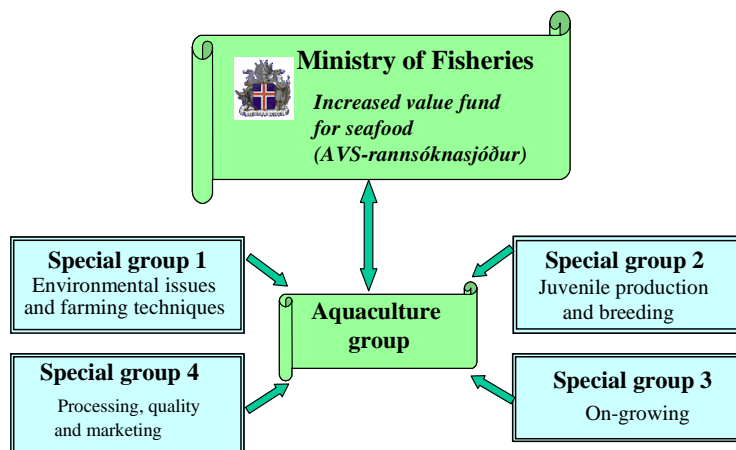 Ministry of Fisheries
Increased value fund
for seafood
(AVS-rannsóknasjóður)
Special group 1
Environmental issues
and farming techniques
Special group 2
Juvenile production
and breeding
Aquaculture
group
Special group 4
Processing, quality
and marketing
Special group 3
On-growing